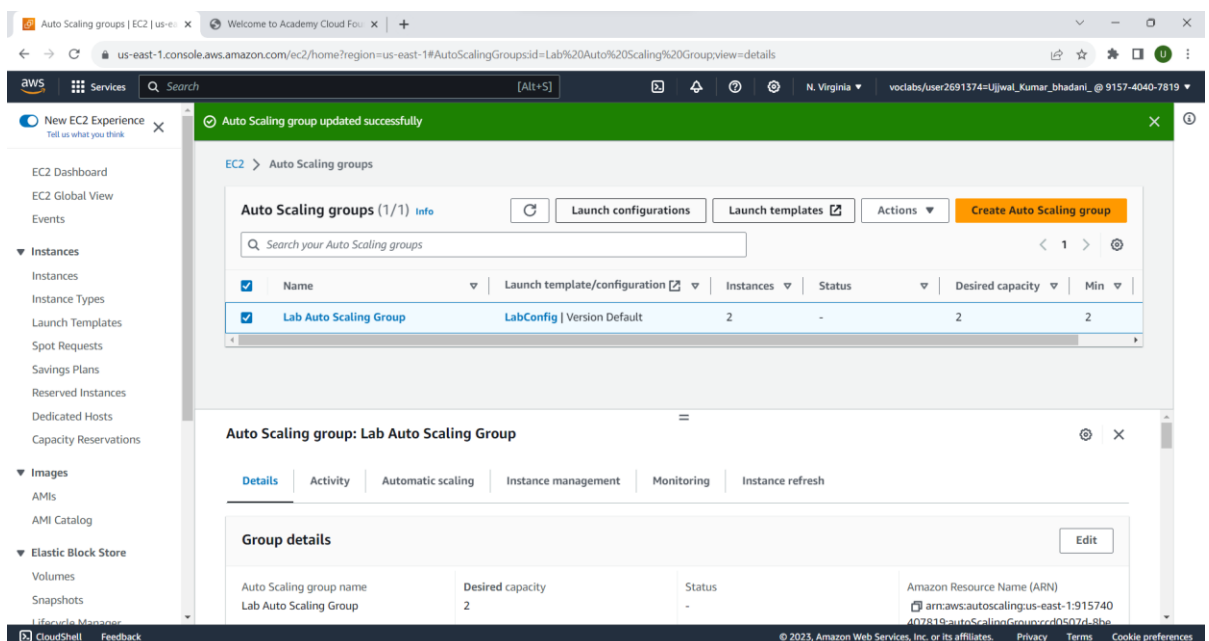 Auto Scaling groups | EC2 | us-ea
Welcome to Academy Cloud Fou
us-east-1.console.aws.amazon.com/ec2/home?region=us-east-1#AutoScalingGroups:id=Lab%20Auto%20Scaling%20Group;view=details
U
aws Services Search [Alt+S] N. Virginia ▼ voclabs/user2691374=Ujjwal_Kumar_bhadani_ @ 9157-4040-7819 ▼
New EC2 Experience
Tell us what you think
EC2 Dashboard
EC2 Global View
Events
Instances
Instances
Instance Types
Launch Templates
Spot Requests
Savings Plans
Reserved Instances
Dedicated Hosts
Capacity Reservations
Images
AMIs
AMI Catalog
Elastic Block Store
Volumes
Snapshots
Lifecycle Manager
Auto Scaling group updated successfully
EC2 > Auto Scaling groups
Auto Scaling groups (1/1) Info Launch configurations Launch templates Actions ▼ Create Auto Scaling group
Search your Auto Scaling groups < 1 >
Name Launch template/configuration Instances Status Desired capacity Min
Lab Auto Scaling Group LabConfig | Version Default 2 - 2 2
Auto Scaling group: Lab Auto Scaling Group
Details Activity Automatic scaling Instance management Monitoring Instance refresh
Group details Edit
Auto Scaling group name Desired capacity Status Amazon Resource Name (ARN)
Lab Auto Scaling Group 2 - arn:aws:autoscaling:us-east-1:915740
407819:autoScalingGroup:ccd0507d-8be
CloudShell Feedback © 2023, Amazon Web Services, Inc. or its affiliates. Privacy Terms Cookie preferences